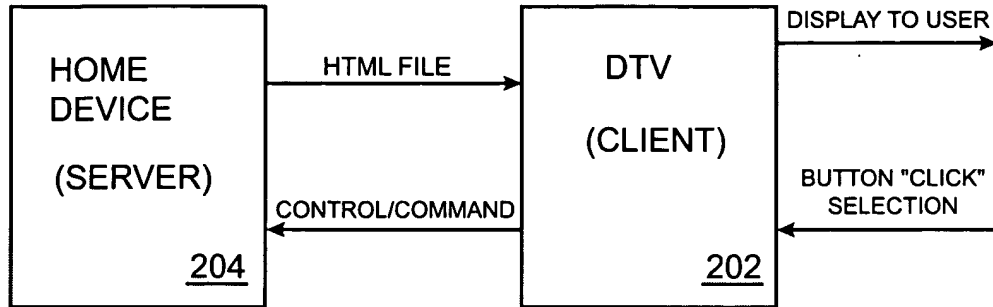 HOME
DEVICE
(SERVER)
204
HTML FILE
CONTROL/COMMAND
DTV
(CLIENT)
202
DISPLAY TO USER
BUTTON "CLICK"
SELECTION